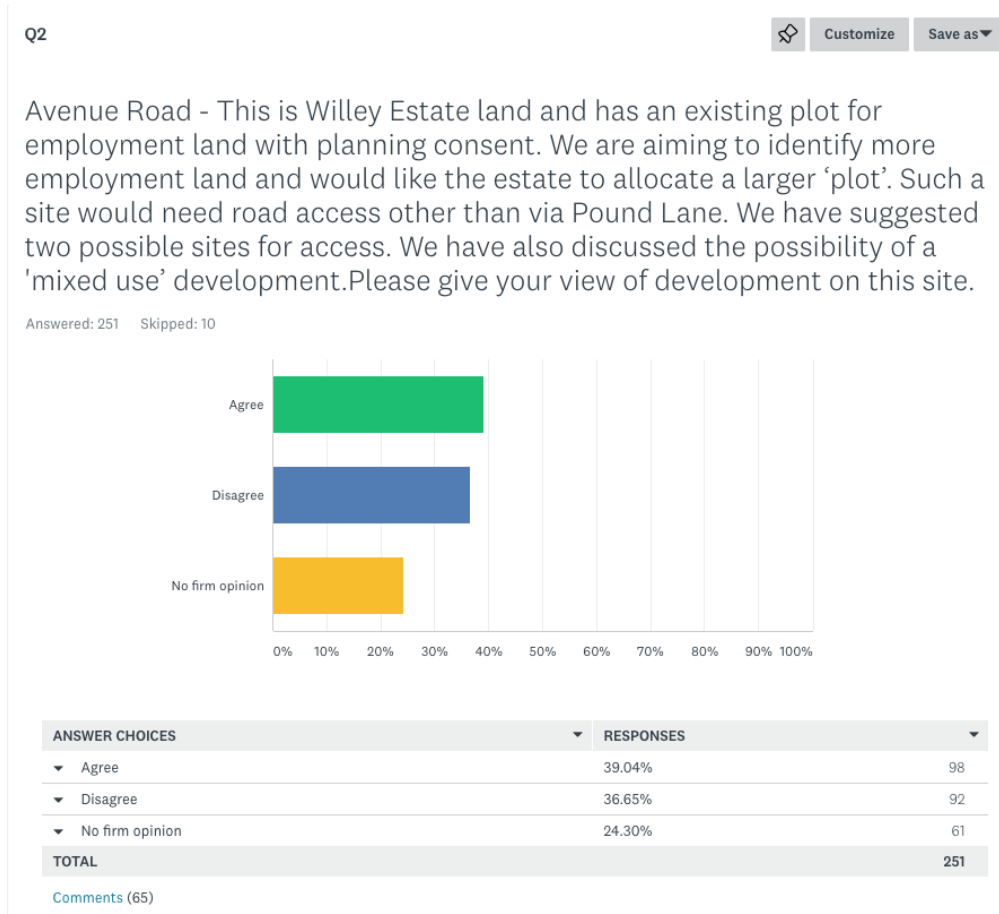 Q2
Customize
Save as
Avenue Road - This is Willey Estate land and has an existing plot for
employment land with planning consent. We are aiming to identify more
employment land and would like the estate to allocate a larger ‘plot’. Such a
site would need road access other than via Pound Lane. We have suggested
two possible sites for access. We have also discussed the possibility of a
'mixed use’ development.Please give your view of development on this site.
Answered: 251 Skipped: 10
Agree
Disagree
No firm opinion
0% 10% 20% 30% 40% 50% 60% 70% 80% 90% 100%
ANSWER CHOICES RESPONSES
Agree 39.04% 98
Disagree 36.65% 92
No firm opinion 24.30% 61
TOTAL 251
Comments (65)